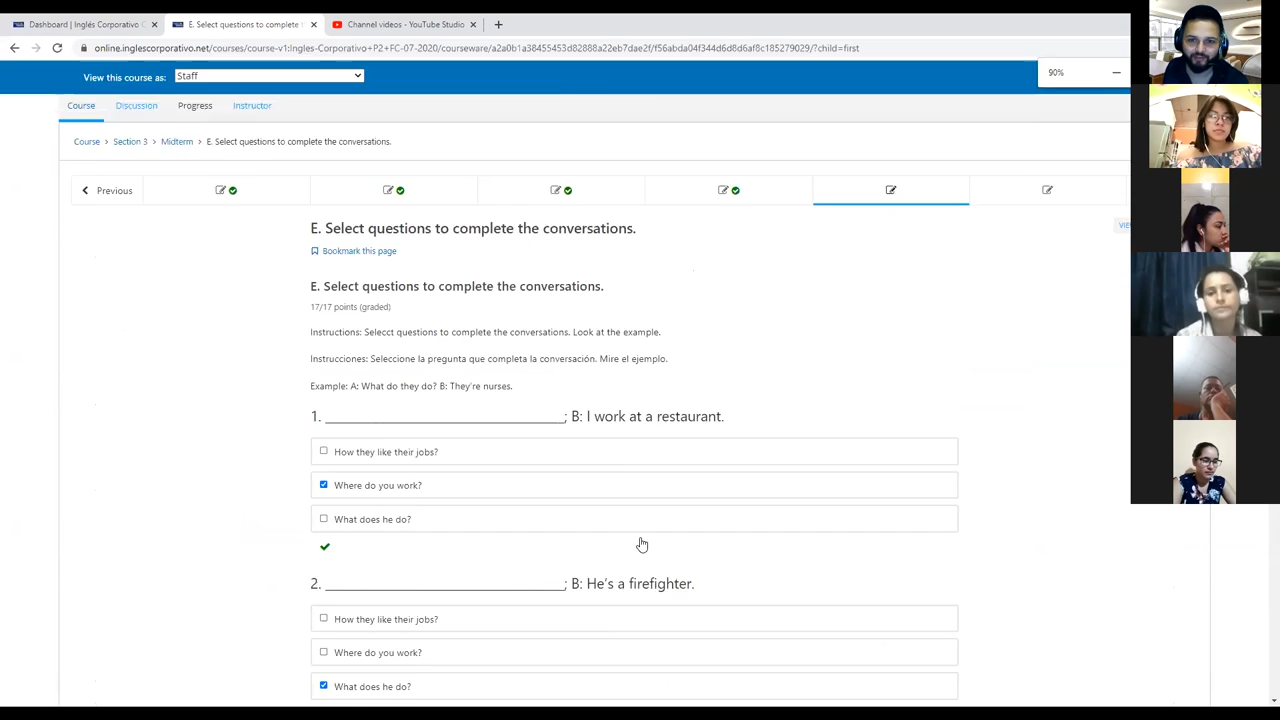 Dashboard | Inglés Corporativo
E. Select questions to complete
Channel videos - YouTube Studio
online.inglescorporativo.net/courses/course-v1:Ingles-Corporativo+P2+FC-07-2020/courseware/a2a0b1a38455453d82888a22eb7dae2f/f56abda04f344d6d8d6af8c185279029/?child=first
90%
View this course as: Staff
Course Discussion Progress Instructor
Course > Section 3 > Midterm > E. Select questions to complete the conversations.
Previous
E. Select questions to complete the conversations.
Bookmark this page
E. Select questions to complete the conversations.
17/17 points (graded)
Instructions: Selecct questions to complete the conversations. Look at the example.
Instrucciones: Seleccione la pregunta que completa la conversación. Mire el ejemplo.
Example: A: What do they do? B: They're nurses.
1. ____________________________; B: I work at a restaurant.
How they like their jobs?
Where do you work?
What does he do?
2. ____________________________; B: He's a firefighter.
How they like their jobs?
Where do you work?
What does he do?